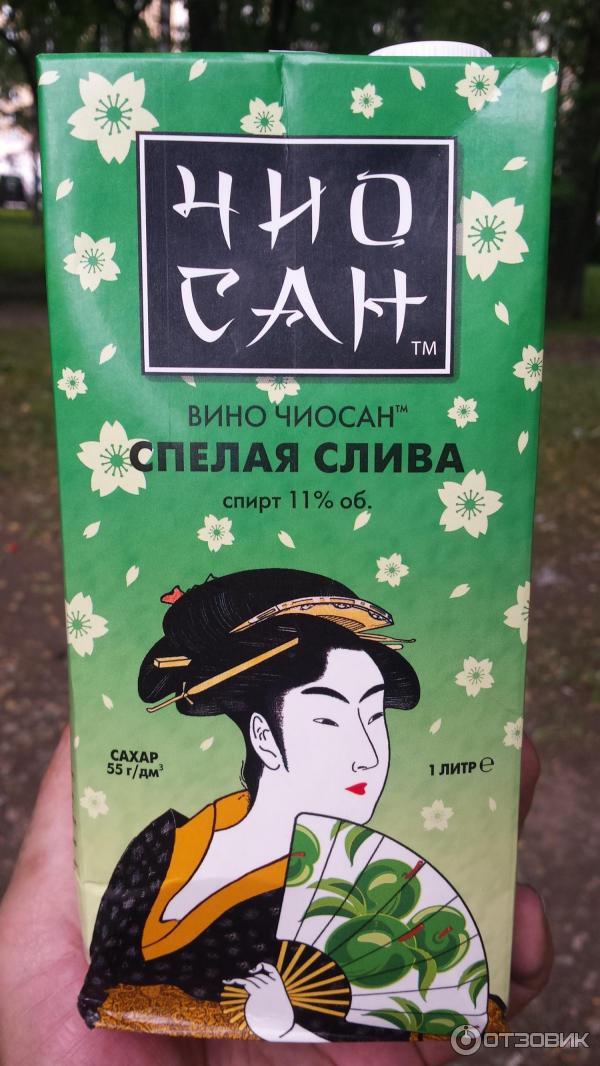 ЧИО
САН
TM
ВИНО ЧИОСАН™
СПЕЛАЯ СЛИВА
спирт 11% об.
САХАР
55 г/дм³
1 ЛИТР ℮
ОТЗОВИК